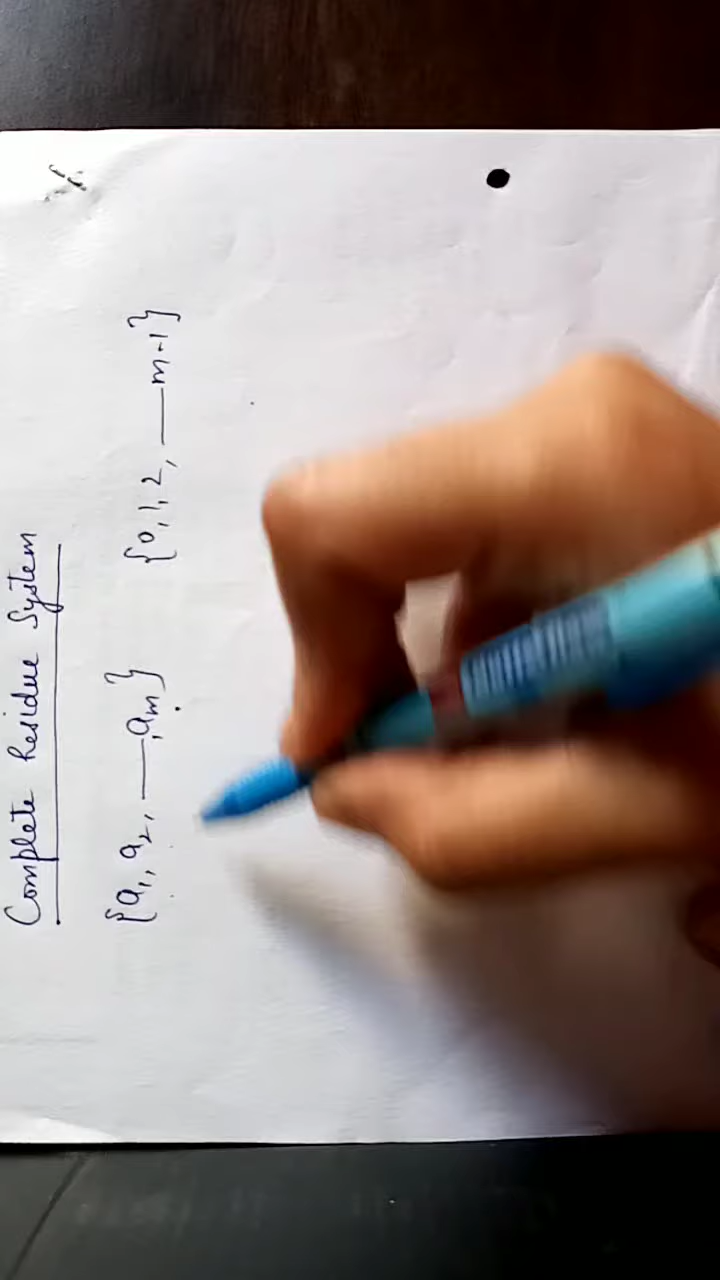 Complete Residue System
{a₁, a₂, —, aₘ} {0, 1, 2, — m-1}